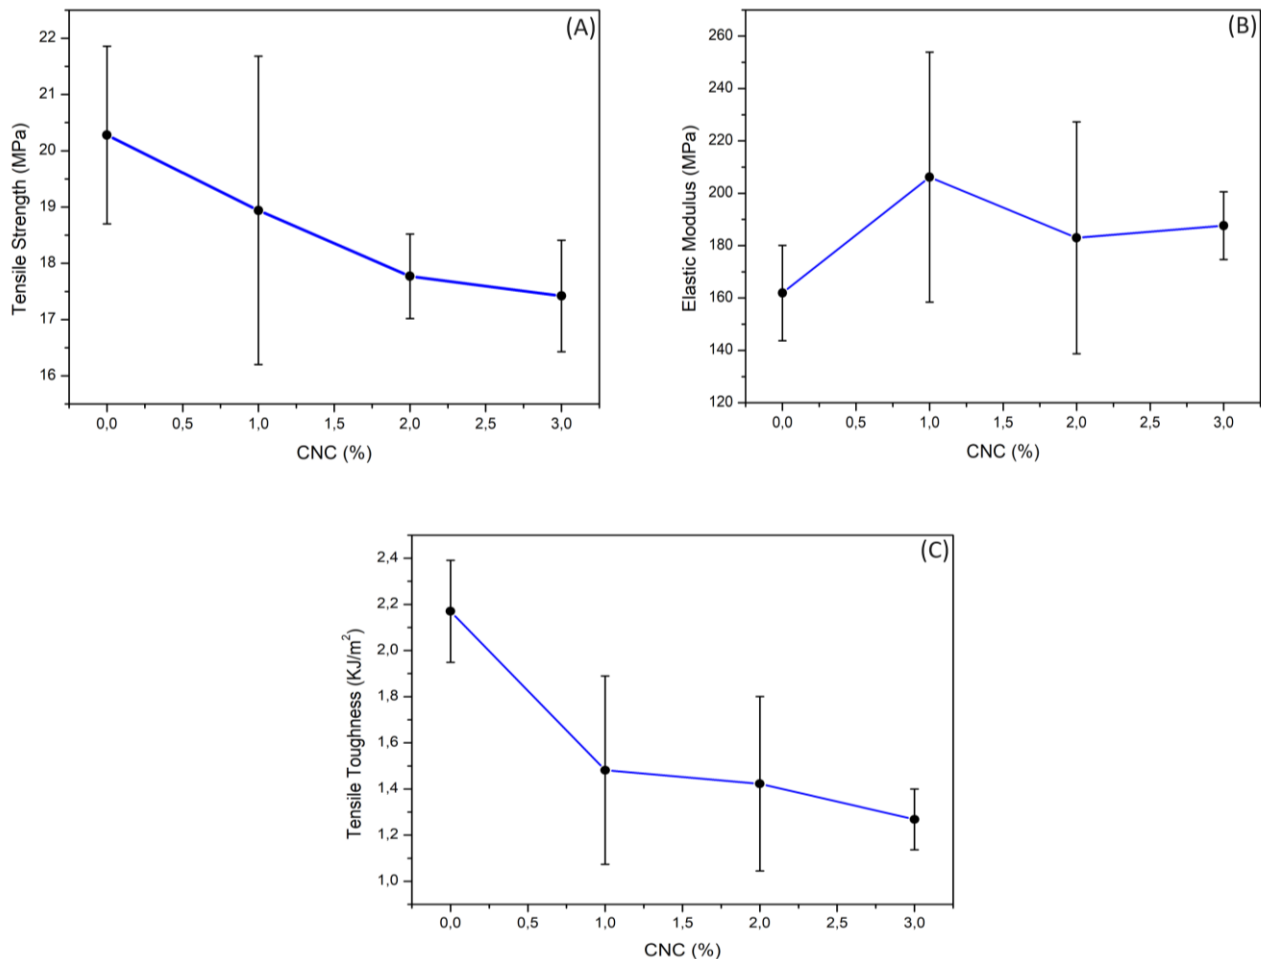 (A)
22
21
20
19
18
17
16
Tensile Strength (MPa)
0,0 0,5 1,0 1,5 2,0 2,5 3,0
CNC (%)
(B)
260
240
220
200
180
160
140
120
Elastic Modulus (MPa)
0,0 0,5 1,0 1,5 2,0 2,5 3,0
CNC (%)
(C)
2,4
2,2
2,0
1,8
1,6
1,4
1,2
1,0
Tensile Toughness (KJ/m²)
0,0 0,5 1,0 1,5 2,0 2,5 3,0
CNC (%)